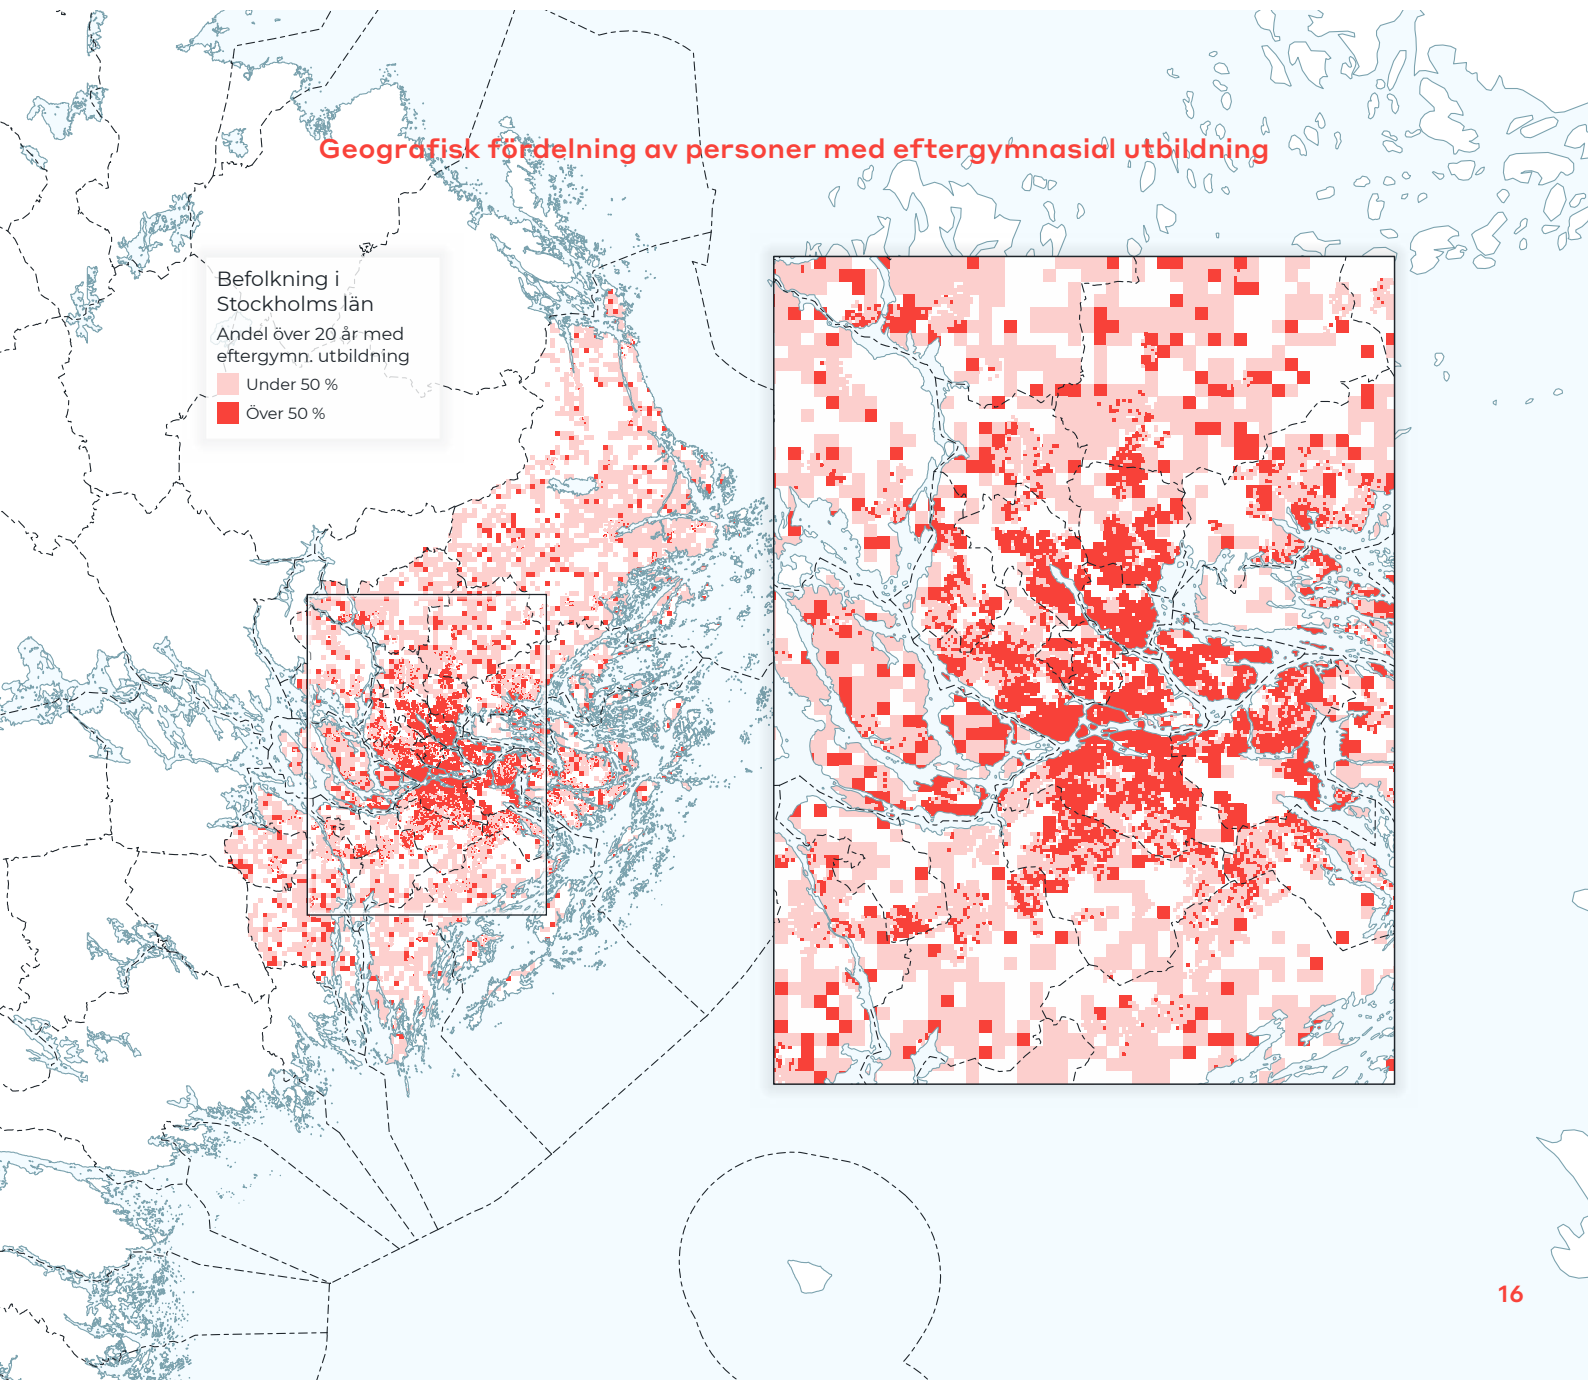 Geografisk fördelning av personer med eftergymnasial utbildning
Befolkning i
Stockholms län
Andel över 20 år med
eftergymn. utbildning
Under 50 %
Över 50 %
16